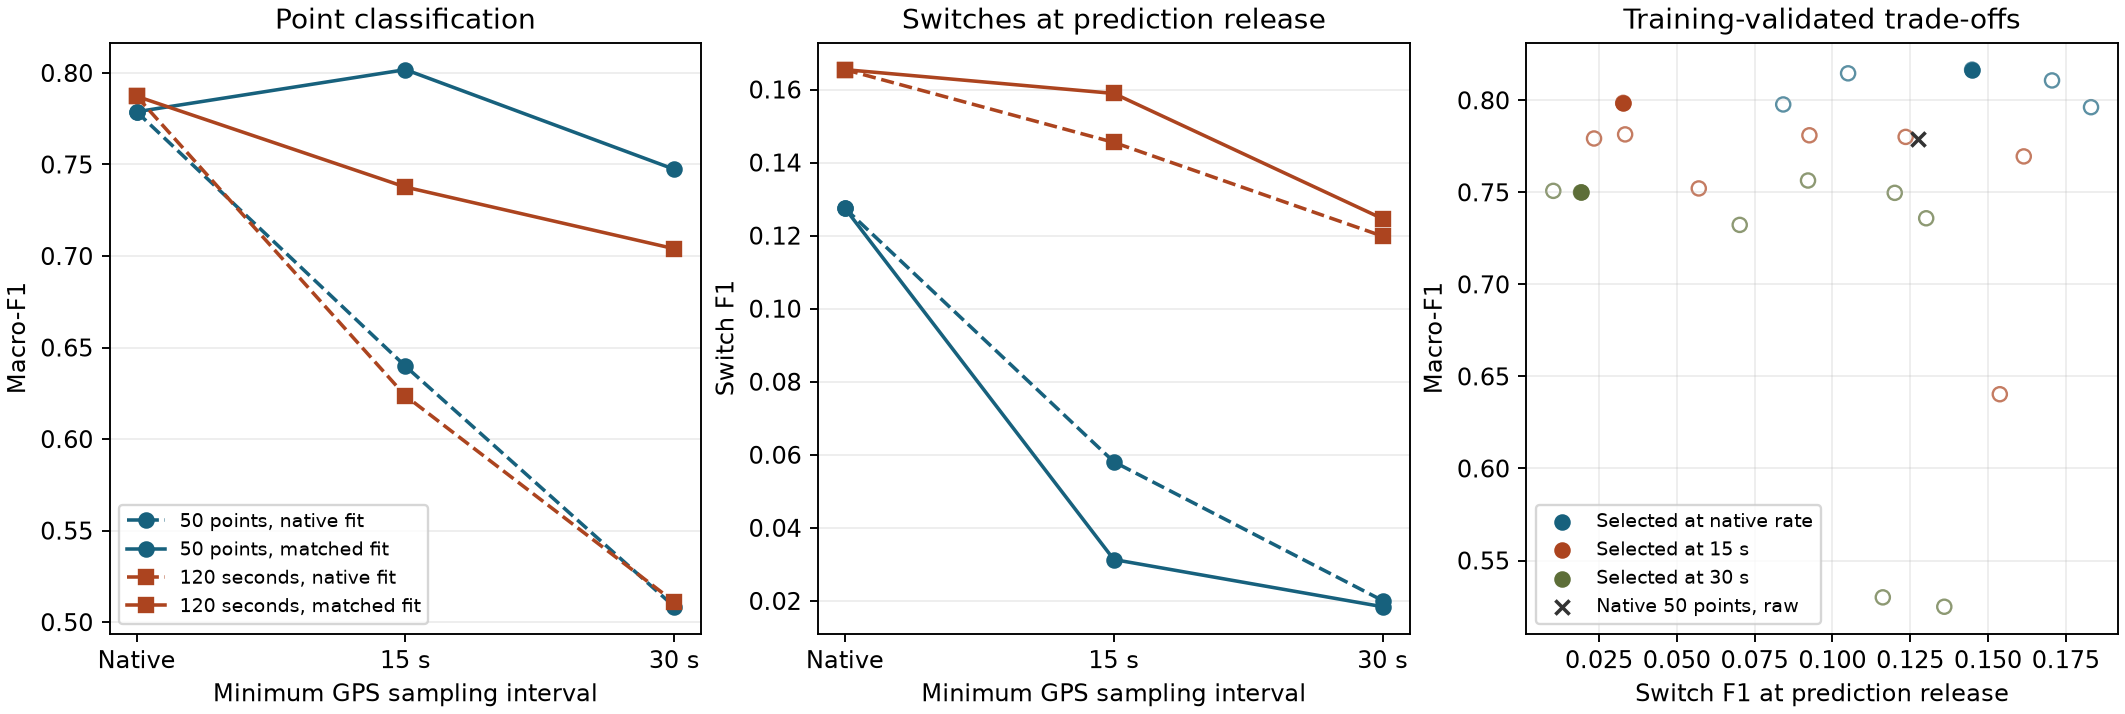 Point classification
Macro-F1
0.80
0.75
0.70
0.65
0.60
0.55
0.50
50 points, native fit
50 points, matched fit
120 seconds, native fit
120 seconds, matched fit
Native 15 s 30 s
Minimum GPS sampling interval
Switches at prediction release
Switch F1
0.16
0.14
0.12
0.10
0.08
0.06
0.04
0.02
Native 15 s 30 s
Minimum GPS sampling interval
Training-validated trade-offs
Macro-F1
0.80
0.75
0.70
0.65
0.60
0.55
Selected at native rate
Selected at 15 s
Selected at 30 s
Native 50 points, raw
0.025 0.050 0.075 0.100 0.125 0.150 0.175
Switch F1 at prediction release